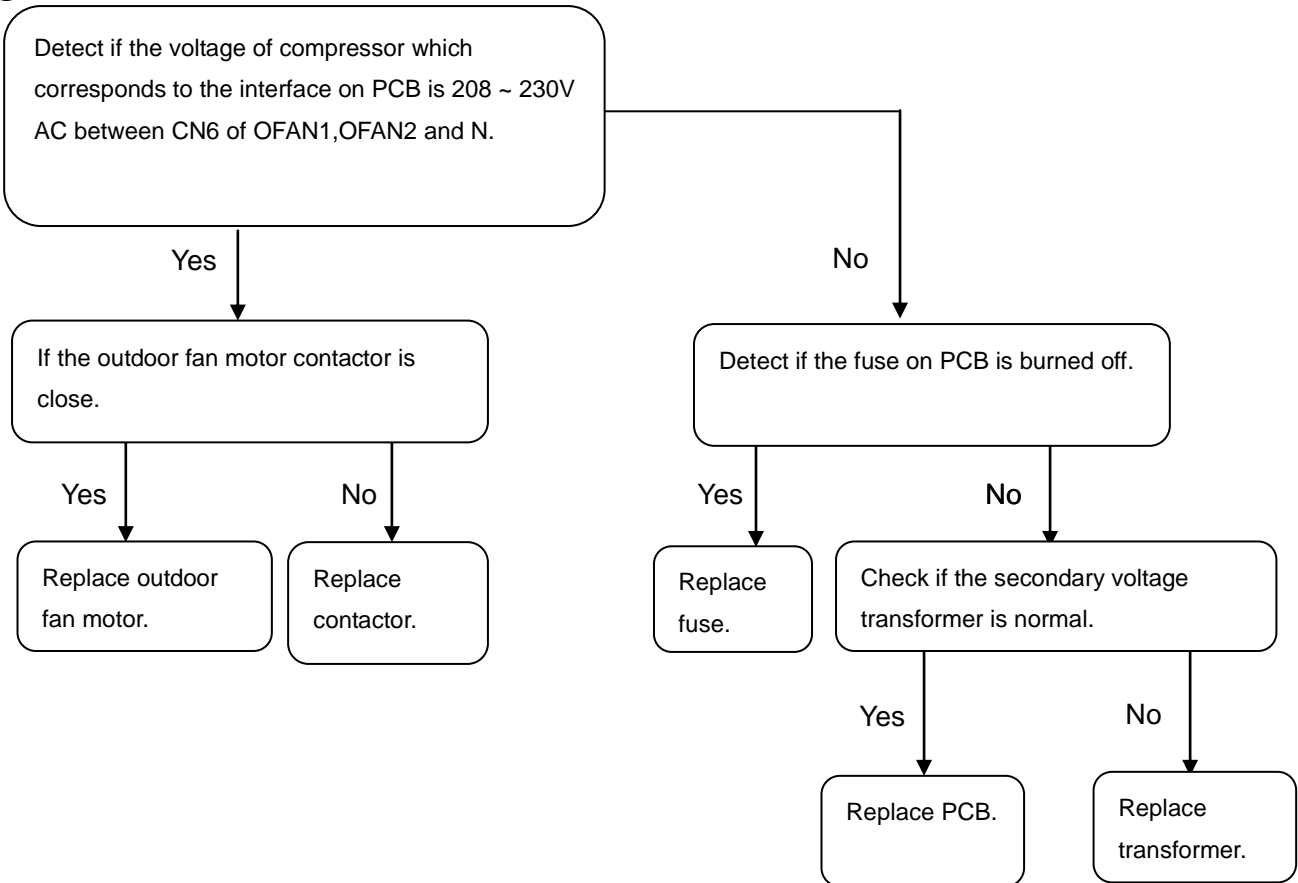 Detect if the voltage of compressor which
corresponds to the interface on PCB is 208 ~ 230V
AC between CN6 of OFAN1,OFAN2 and N.
Yes
No
If the outdoor fan motor contactor is
close.
Detect if the fuse on PCB is burned off.
Yes
No
Yes
No
Replace outdoor
fan motor.
Replace
contactor.
Replace
fuse.
Check if the secondary voltage
transformer is normal.
Yes
No
Replace PCB.
Replace
transformer.